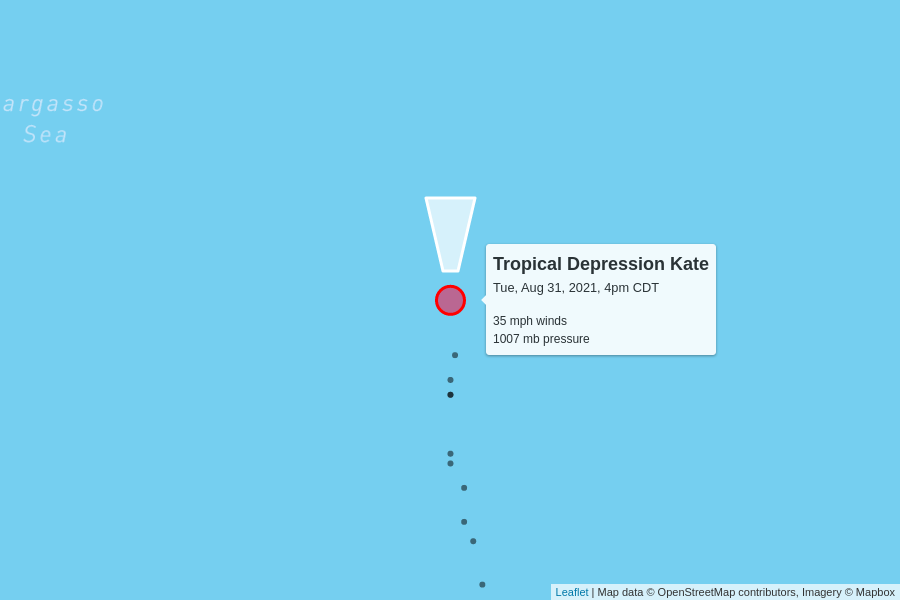 argasso
Sea
Tropical Depression Kate
Tue, Aug 31, 2021, 4pm CDT
35 mph winds
1007 mb pressure
Leaflet | Map data © OpenStreetMap contributors, Imagery © Mapbox